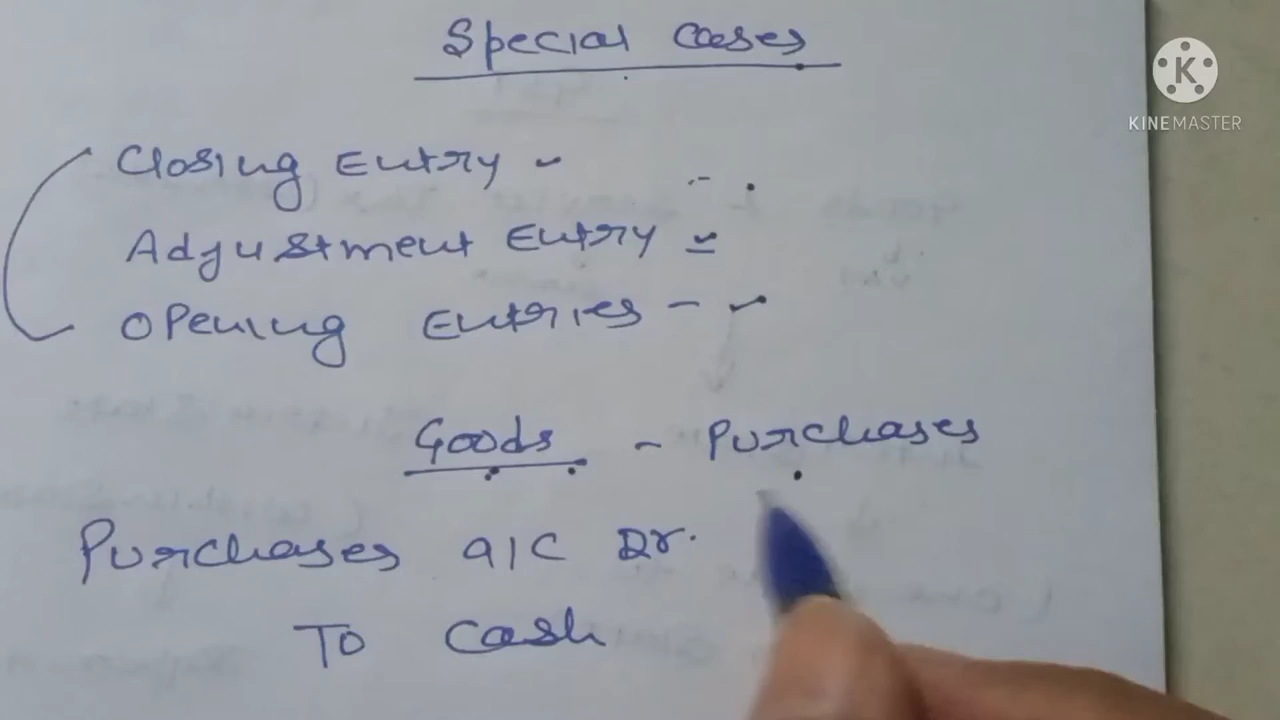 Special Cases
K
KINEMASTER
Closing Entry -
Adjustment Entry -
Opening Entries -
Goods - Purchases
Purchases a/c Dr.
To Cash